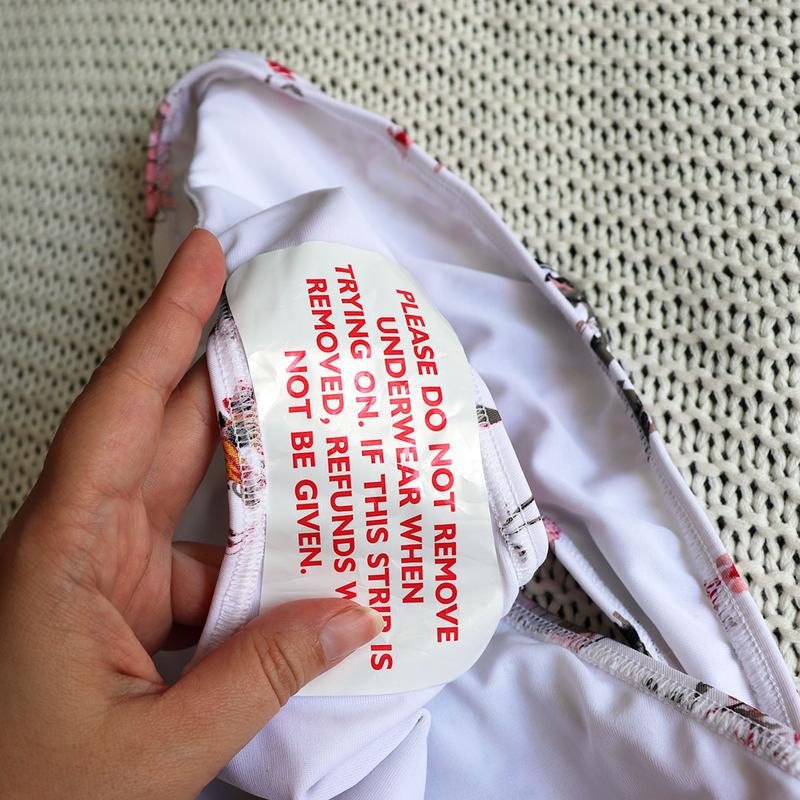 PLEASE DO NOT REMOVE
UNDERWEAR WHEN
TRYING ON. IF THIS STRIP IS
REMOVED, REFUNDS W
NOT BE GIVEN.